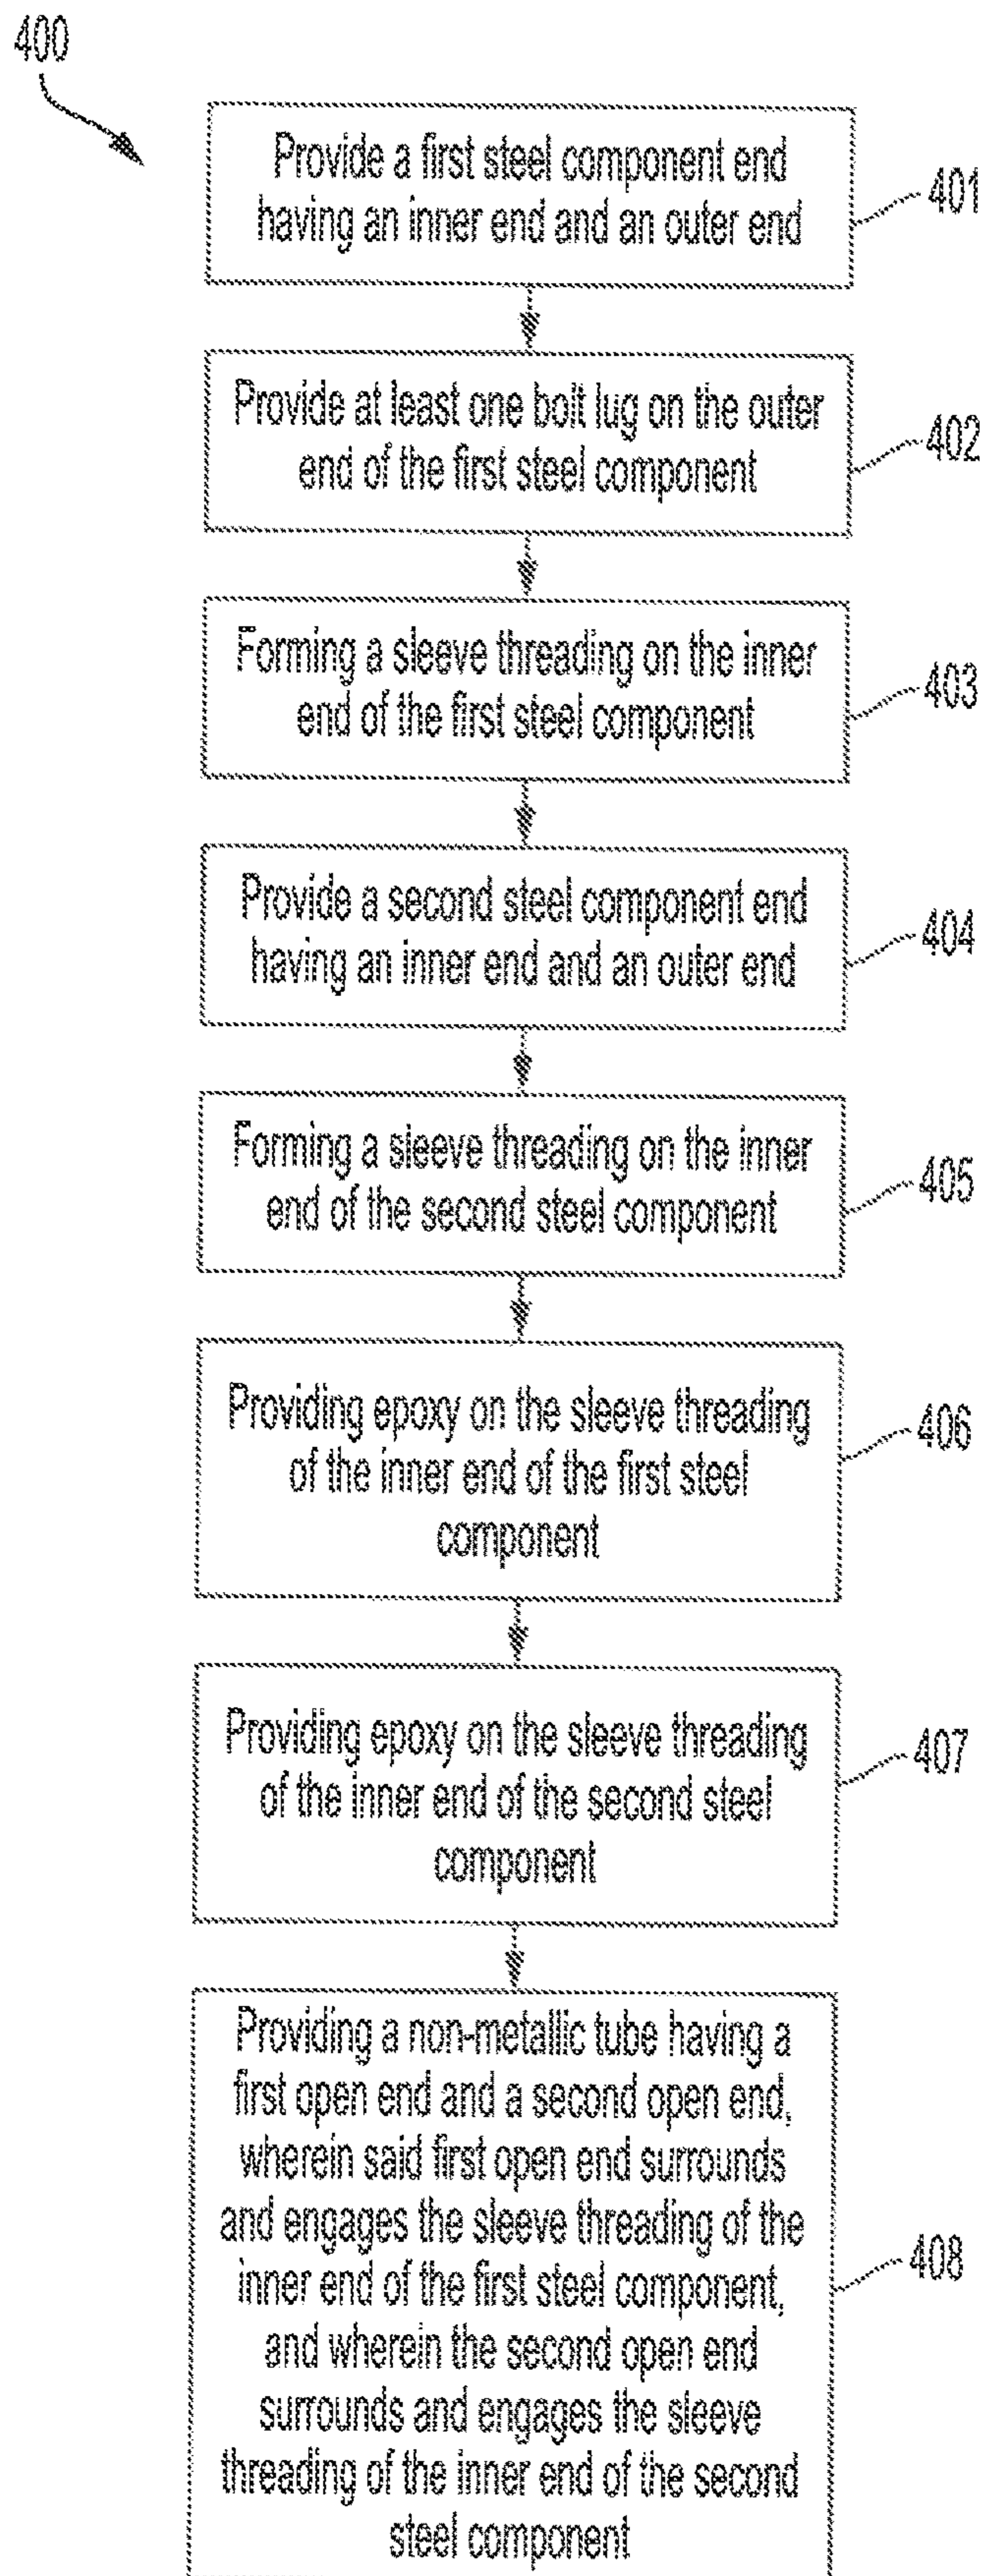 400
Provide a first steel component end
having an inner end and an outer end
401
Provide at least one bolt lug on the outer
end of the first steel component
402
Forming a sleeve threading on the inner
end of the first steel component
403
Provide a second steel component end
having an inner end and an outer end
404
Forming a sleeve threading on the inner
end of the second steel component
405
Providing epoxy on the sleeve threading
of the inner end of the first steel
component
406
Providing epoxy on the sleeve threading
of the inner end of the second steel
component
407
Providing a non-metallic tube having a
first open end and a second open end,
wherein said first open end surrounds
and engages the sleeve threading of the
inner end of the first steel component,
and wherein the second open end
surrounds and engages the sleeve
threading of the inner end of the second
steel component
408